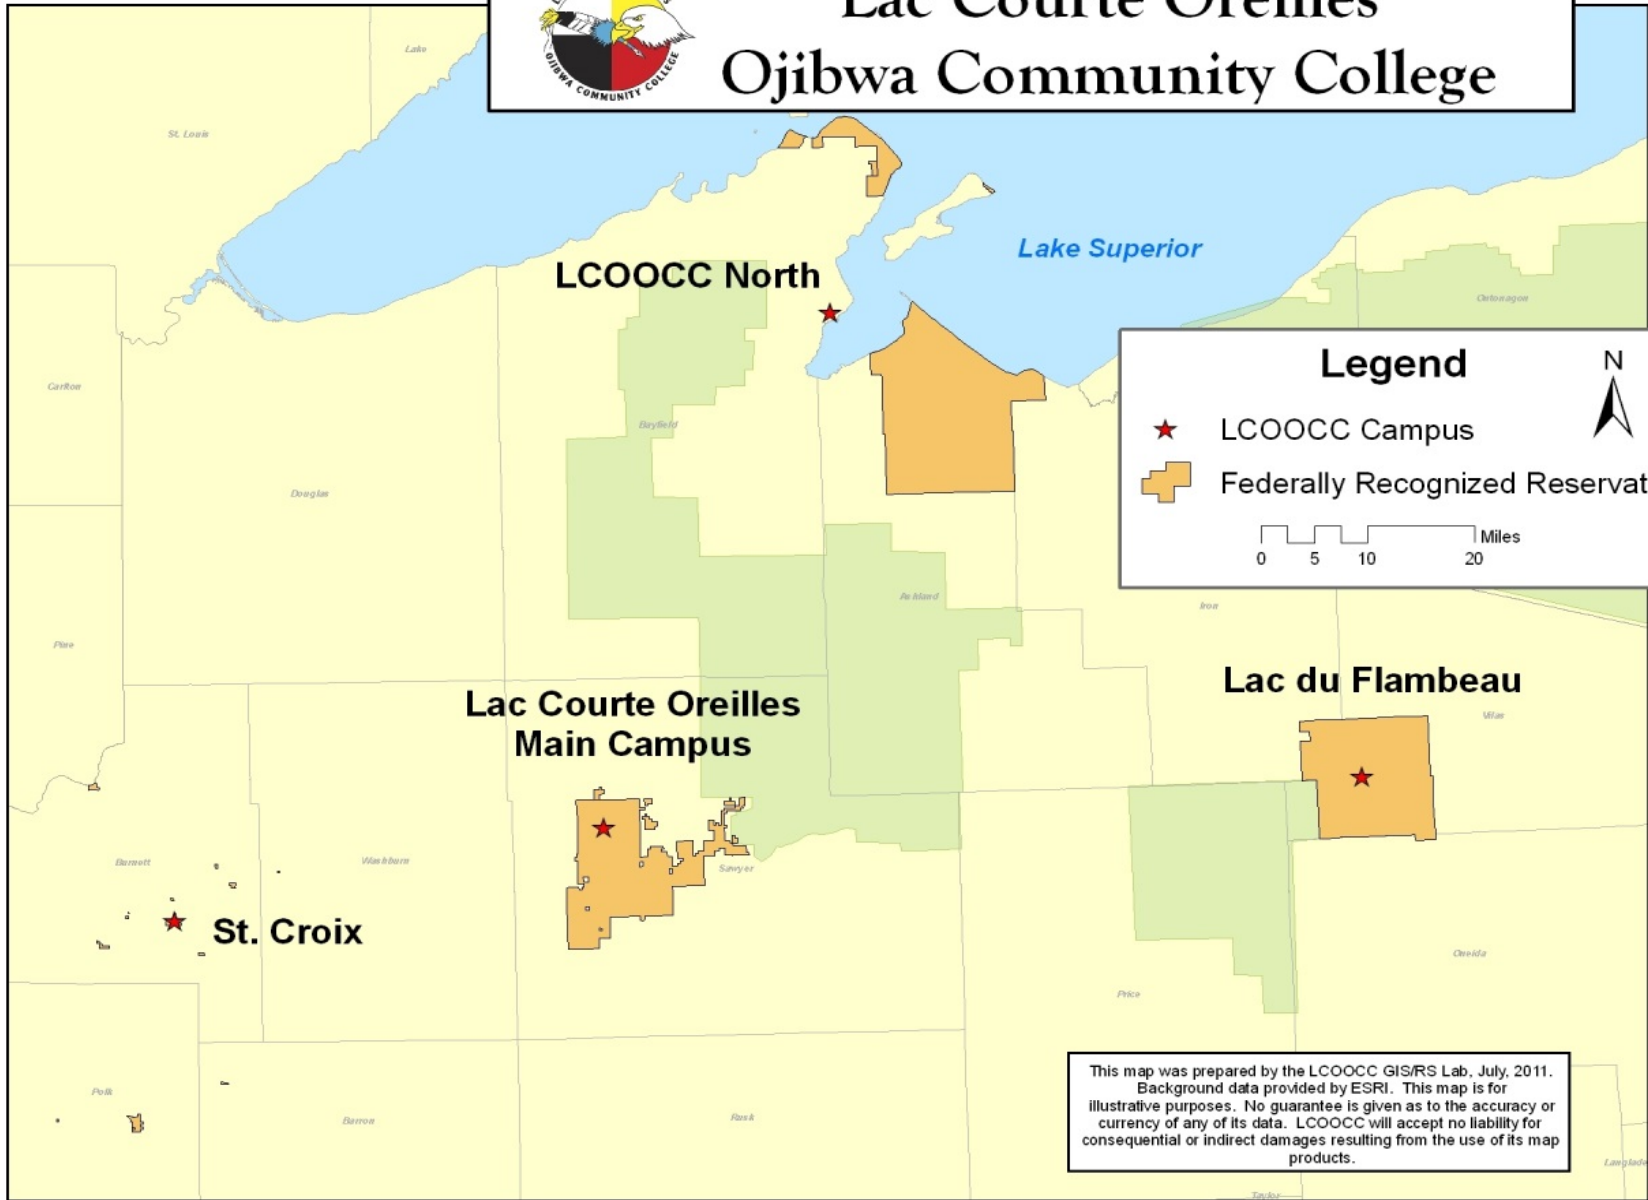 Lac Courte Oreilles
Ojibwa Community College
OJIBWA COMMUNITY COLLEGE
Lake
St. Louis
Lake Superior
LCOOCC North
Ontonagon
Legend
N
LCOOCC Campus
Federally Recognized Reservat
Miles
0 5 10 20
Carlton
Bayfield
Douglas
Ashland
Iron
Pine
Lac du Flambeau
Vilas
Lac Courte Oreilles
Main Campus
Burnett
Washburn
Sawyer
St. Croix
Oneida
Price
This map was prepared by the LCOOCC GIS/RS Lab, July, 2011.
Background data provided by ESRI. This map is for
illustrative purposes. No guarantee is given as to the accuracy or
currency of any of its data. LCOOCC will accept no liability for
consequential or indirect damages resulting from the use of its map
products.
Polk
Barron
Rusk
Langlade
Taylor